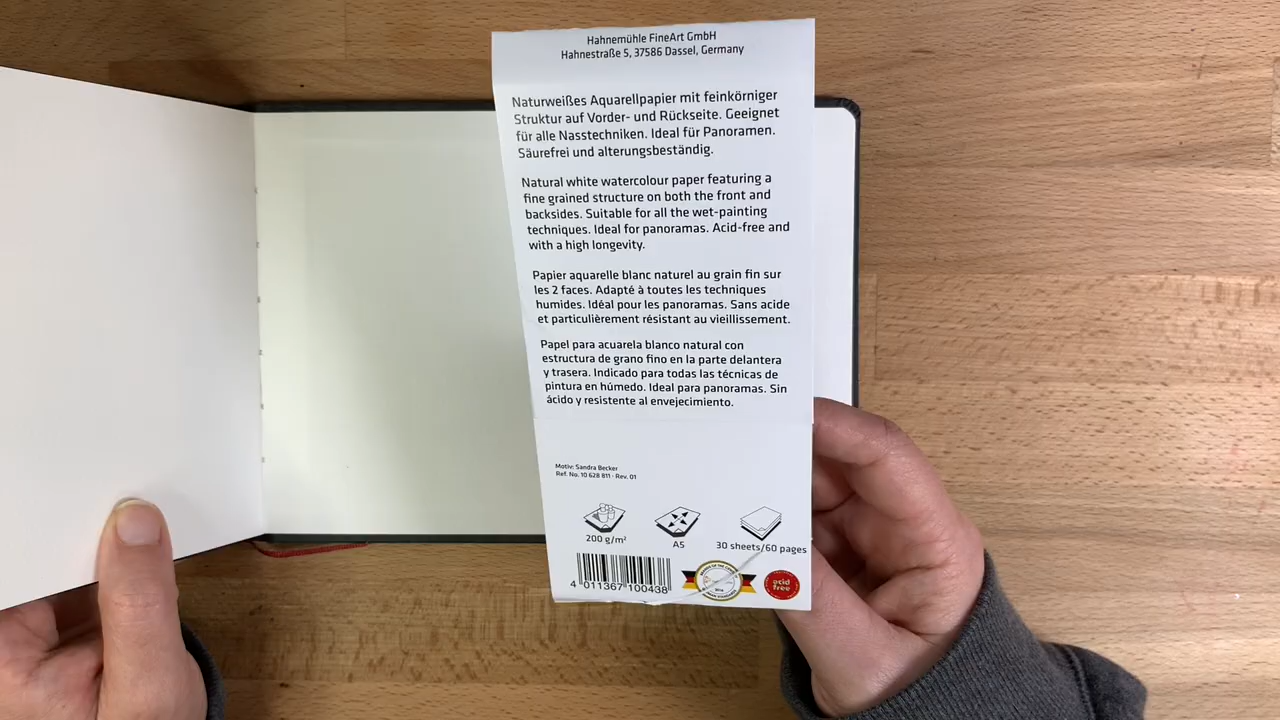 Hahnemühle FineArt GmbH
Hahnestraße 5, 37586 Dassel, Germany
Naturweißes Aquarellpapier mit feinkörniger
Struktur auf Vorder- und Rückseite. Geeignet
für alle Nasstechniken. Ideal für Panoramen.
Säurefrei und alterungsbeständig.
Natural white watercolour paper featuring a
fine grained structure on both the front and
backsides. Suitable for all the wet-painting
techniques. Ideal for panoramas. Acid-free and
with a high longevity.
Papier aquarelle blanc naturel au grain fin sur
les 2 faces. Adapté à toutes les techniques
humides. Idéal pour les panoramas. Sans acide
et particulièrement résistant au vieillissement.
Papel para acuarela blanco natural con
estructura de grano fino en la parte delantera
y trasera. Indicado para todas las técnicas de
pintura en húmedo. Ideal para panoramas. Sin
ácido y resistente al envejecimiento.
Motiv: Sandra Becker
Ref. No. 10 628 811 - Rev. 01
200 g/m²
A5
30 sheets/60 pages
4 011367 100438
acid
free